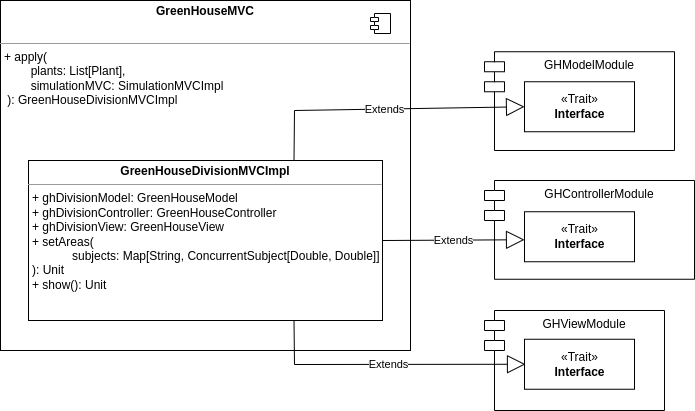 GreenHouseMVC
+ apply(
plants: List[Plant],
simulationMVC: SimulationMVCImpl
): GreenHouseDivisionMVCImpl
GreenHouseDivisionMVCImpl
+ ghDivisionModel: GreenHouseModel
+ ghDivisionController: GreenHouseController
+ ghDivisionView: GreenHouseView
+ setAreas(
subjects: Map[String, ConcurrentSubject[Double, Double]]
): Unit
+ show(): Unit
Extends
GHModelModule
«Trait»
Interface
Extends
GHControllerModule
«Trait»
Interface
Extends
GHViewModule
«Trait»
Interface